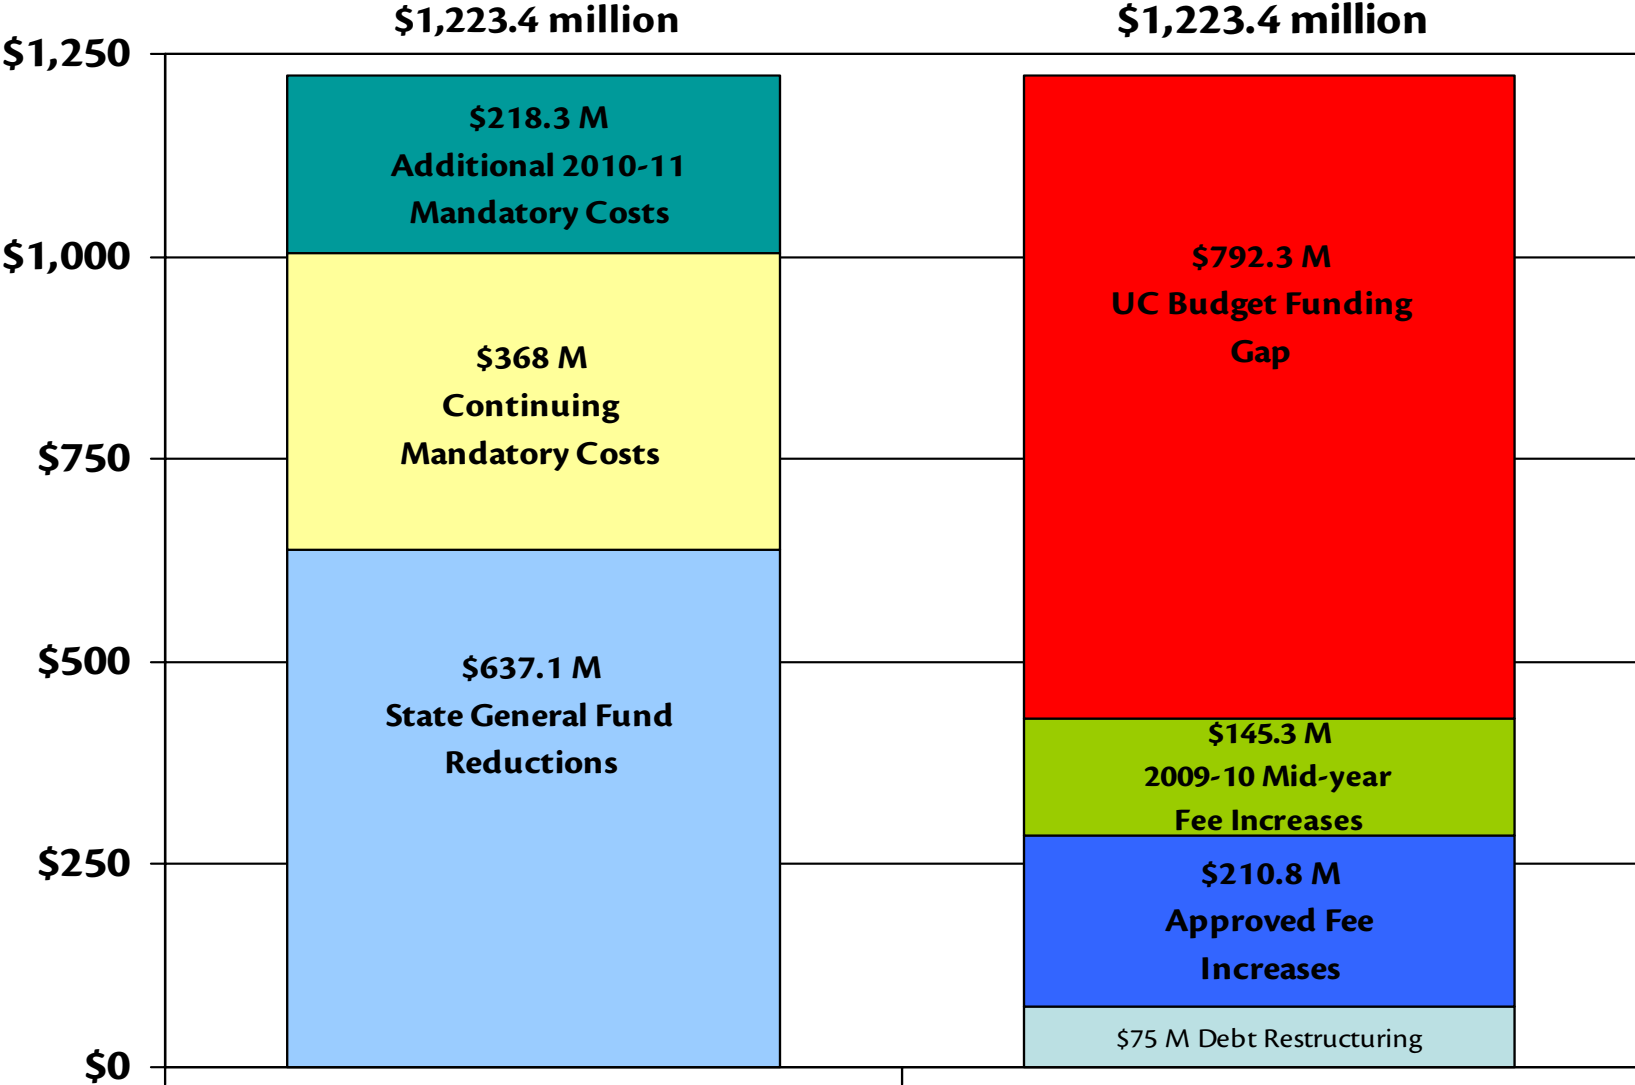 $1,223.4 million
$1,223.4 million
$1,250
$1,000
$750
$500
$250
$0
$218.3 M
Additional 2010-11
Mandatory Costs
$368 M
Continuing
Mandatory Costs
$637.1 M
State General Fund
Reductions
$792.3 M
UC Budget Funding
Gap
$145.3 M
2009-10 Mid-year
Fee Increases
$210.8 M
Approved Fee
Increases
$75 M Debt Restructuring